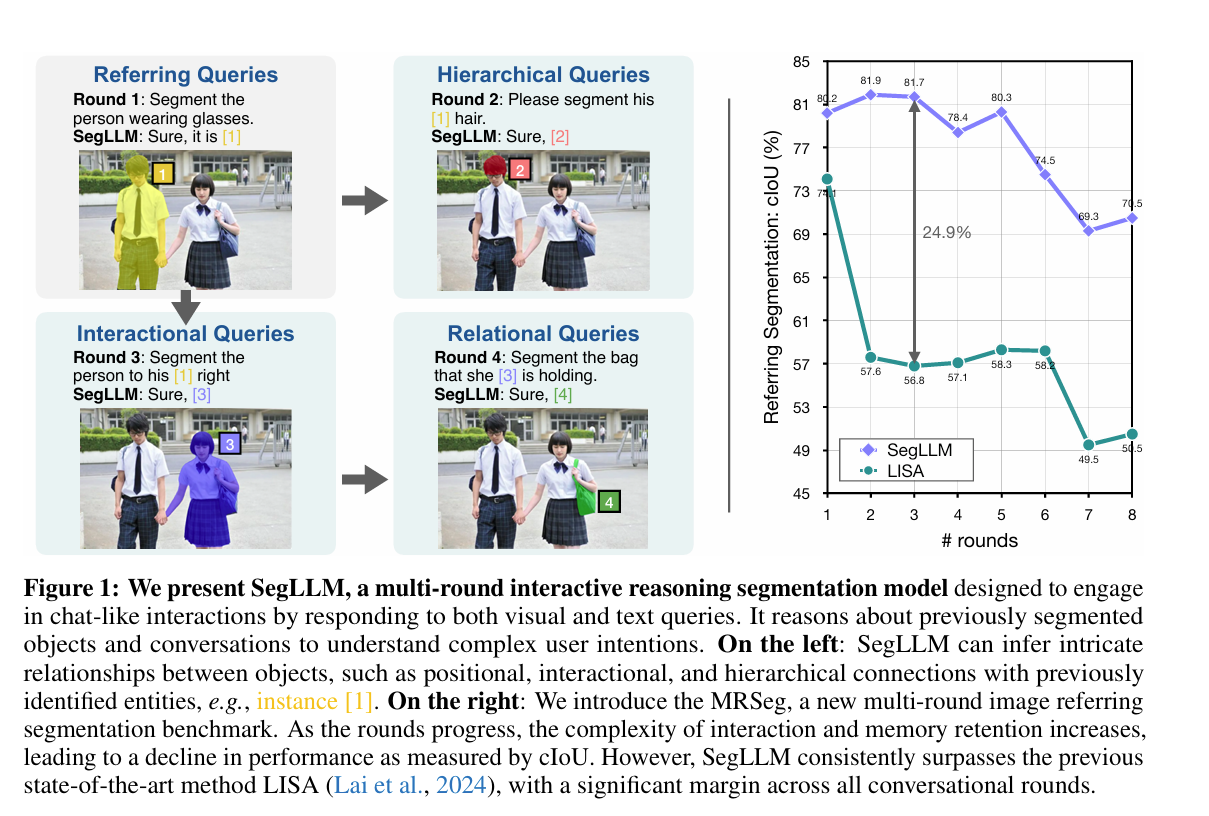 Referring Queries
Round 1: Segment the
person wearing glasses.
SegLLM: Sure, it is [1]
1
Hierarchical Queries
Round 2: Please segment his
[1] hair.
SegLLM: Sure, [2]
2
Interactional Queries
Round 3: Segment the
person to his [1] right
SegLLM: Sure, [3]
3
Relational Queries
Round 4: Segment the bag
that she [3] is holding.
SegLLM: Sure, [4]
4
Referring Segmentation: cIoU (%)
85
81
77
73
69
65
61
57
53
49
45
80.2
81.9
81.7
78.4
80.3
74.5
69.3
70.5
24.9%
74.1
57.6
56.8
57.1
58.3
58.2
49.5
50.5
SegLLM
LISA
1 2 3 4 5 6 7 8
# rounds
Figure 1: We present SegLLM, a multi-round interactive reasoning segmentation model designed to engage
in chat-like interactions by responding to both visual and text queries. It reasons about previously segmented
objects and conversations to understand complex user intentions. On the left: SegLLM can infer intricate
relationships between objects, such as positional, interactional, and hierarchical connections with previously
identified entities, e.g., instance [1]. On the right: We introduce the MRSeg, a new multi-round image referring
segmentation benchmark. As the rounds progress, the complexity of interaction and memory retention increases,
leading to a decline in performance as measured by cIoU. However, SegLLM consistently surpasses the previous
state-of-the-art method LISA (Lai et al., 2024), with a significant margin across all conversational rounds.